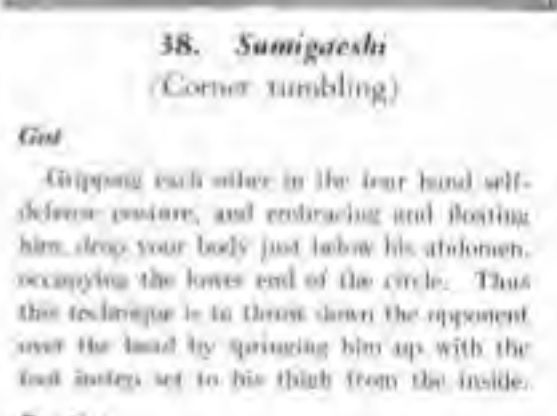 38. Sumigaeshi
(Corner tumbling)
Gist
Gripping each other in the four hand self-
defense posture, and embracing and floating
him, drop your body just below his abdomen,
occupying the lower end of the circle. Thus
this technique is to throw down the opponent
over the head by springing him up with the
foot instep set to his thigh from the inside.